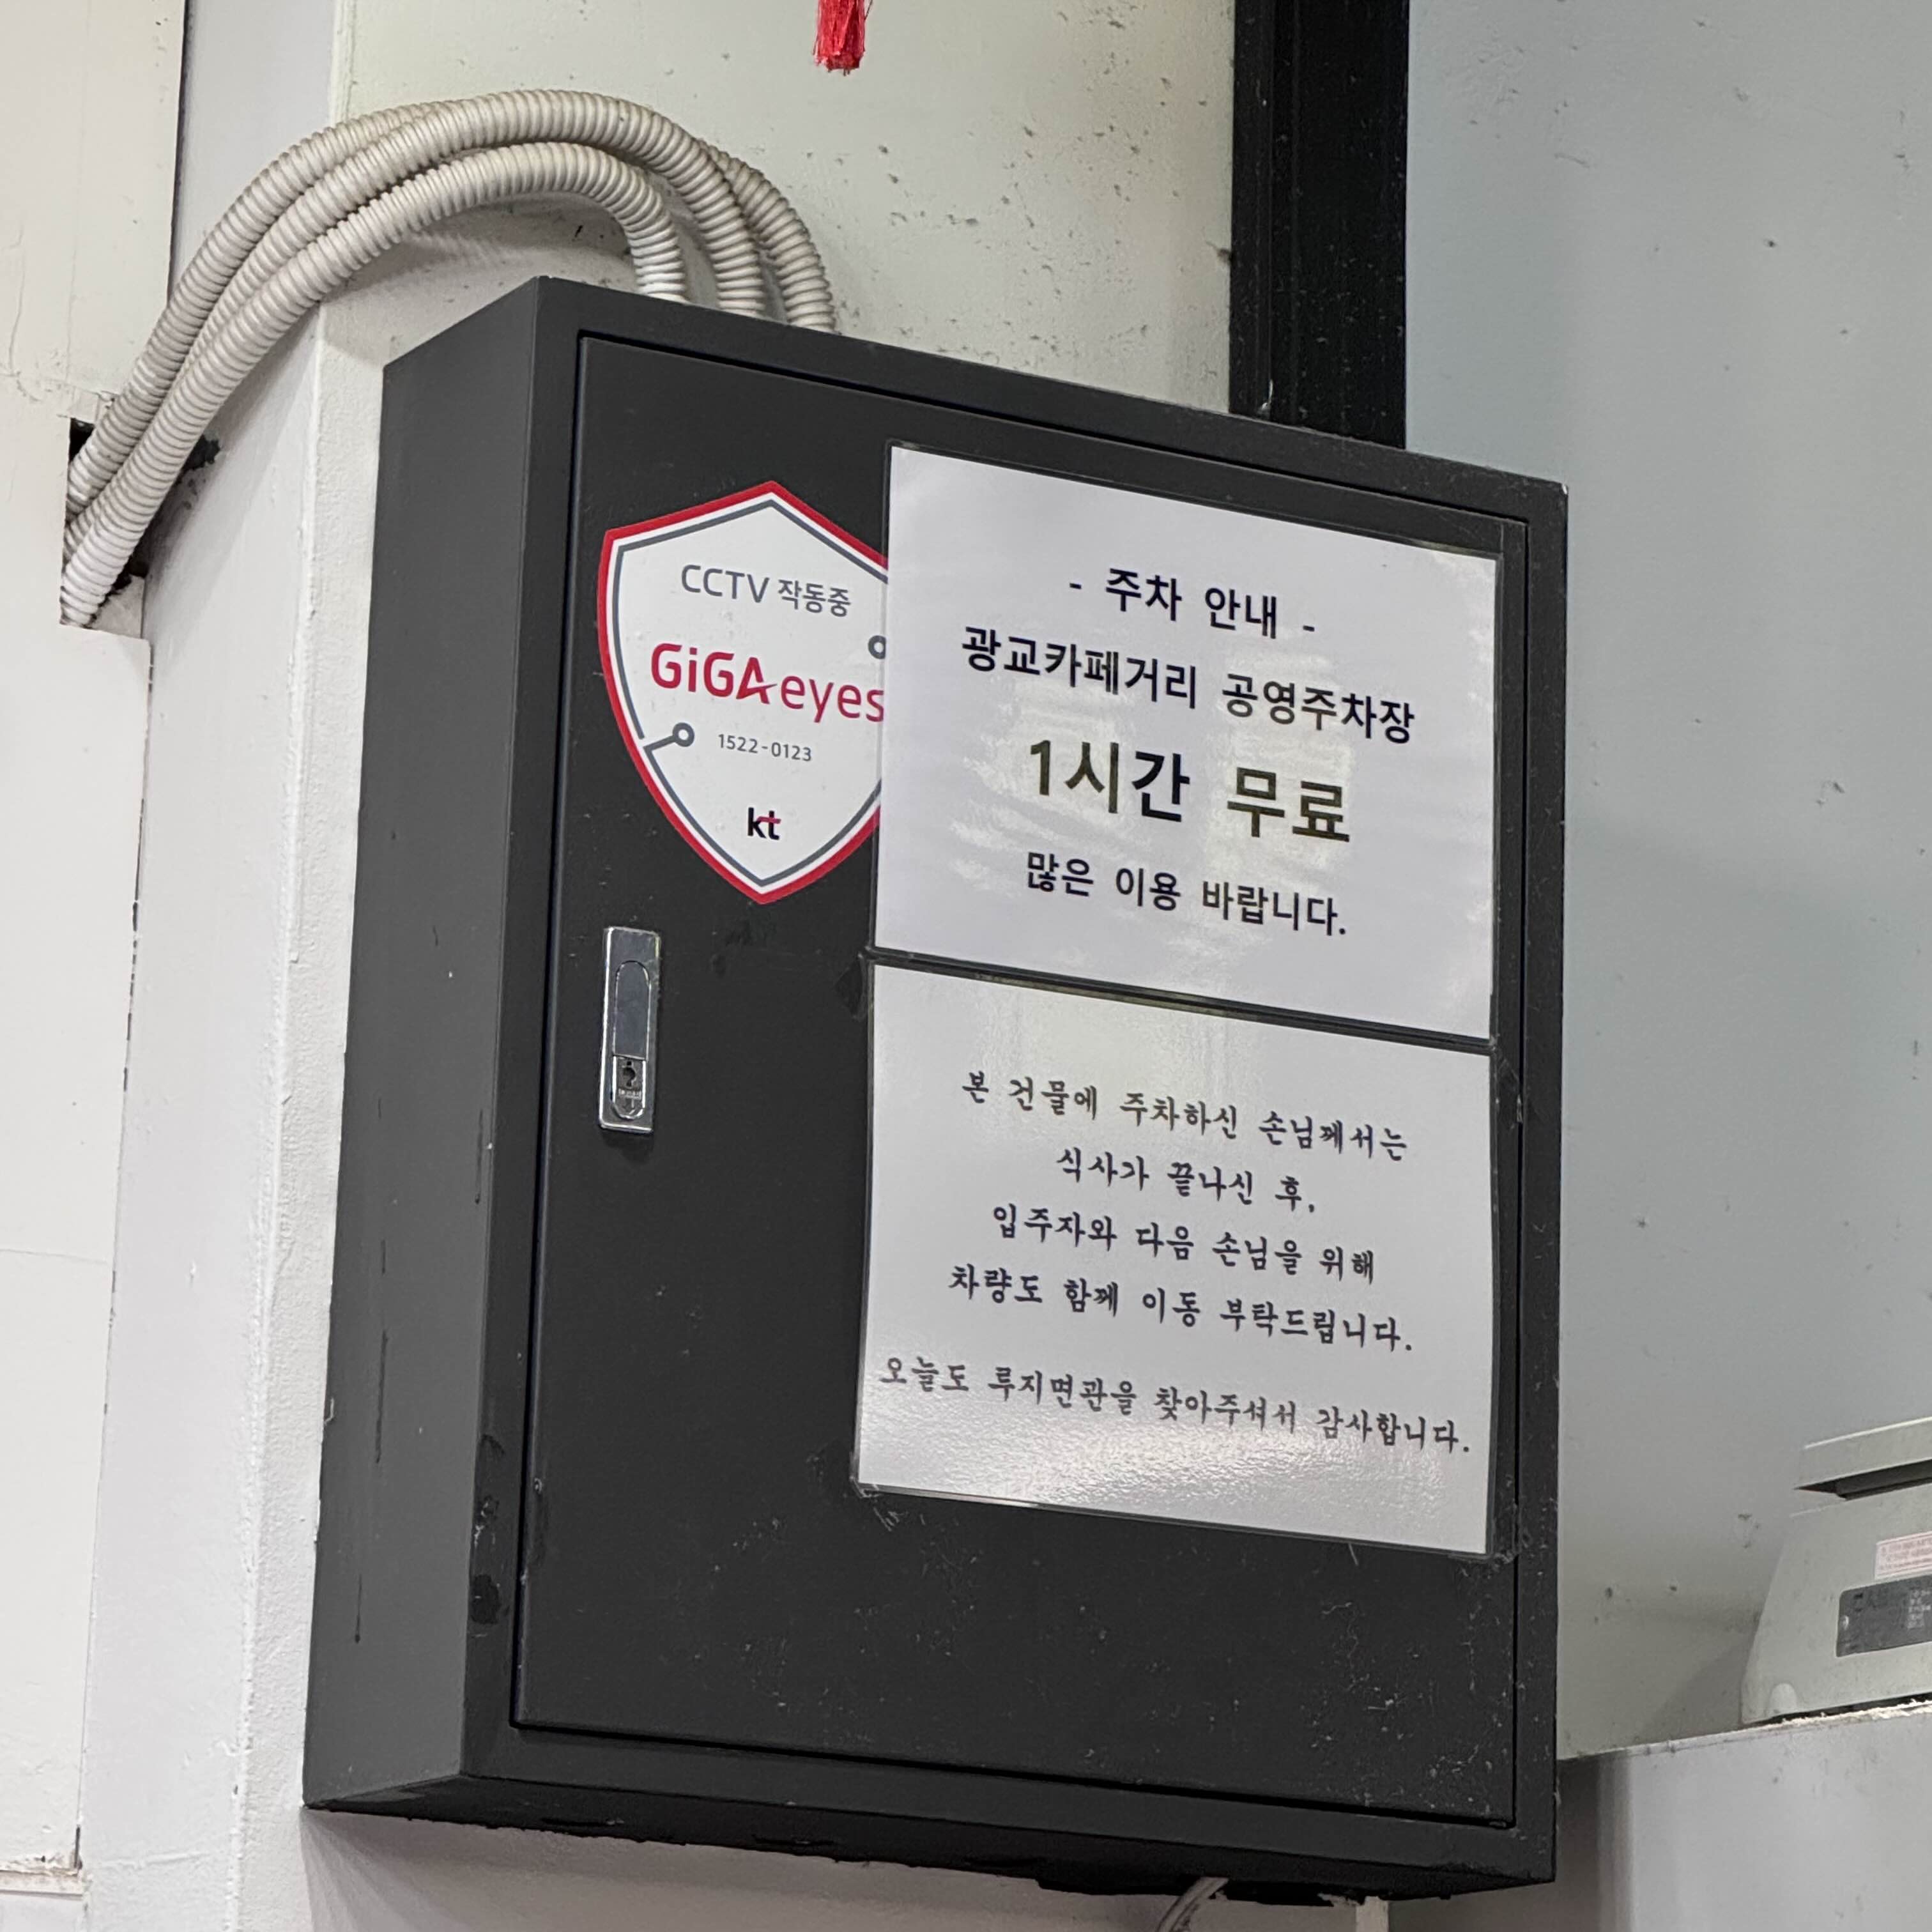 CCTV 작동중
GiGAeyes
1522-0123
kt
- 주차 안내 -
광교카페거리 공영주차장
1시간 무료
많은 이용 바랍니다.
본 건물에 주차하신 손님께서는
식사가 끝나신 후,
입주자와 다음 손님을 위해
차량도 함께 이동 부탁드립니다.
오늘도 루지면관을 찾아주셔서 감사합니다.